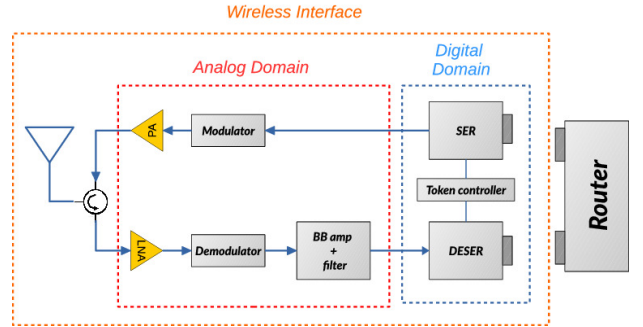 Wireless Interface
Analog Domain
Digital
Domain
PA
Modulator
SER
Token controller
LNA
Demodulator
BB amp
+
filter
DESER
Router